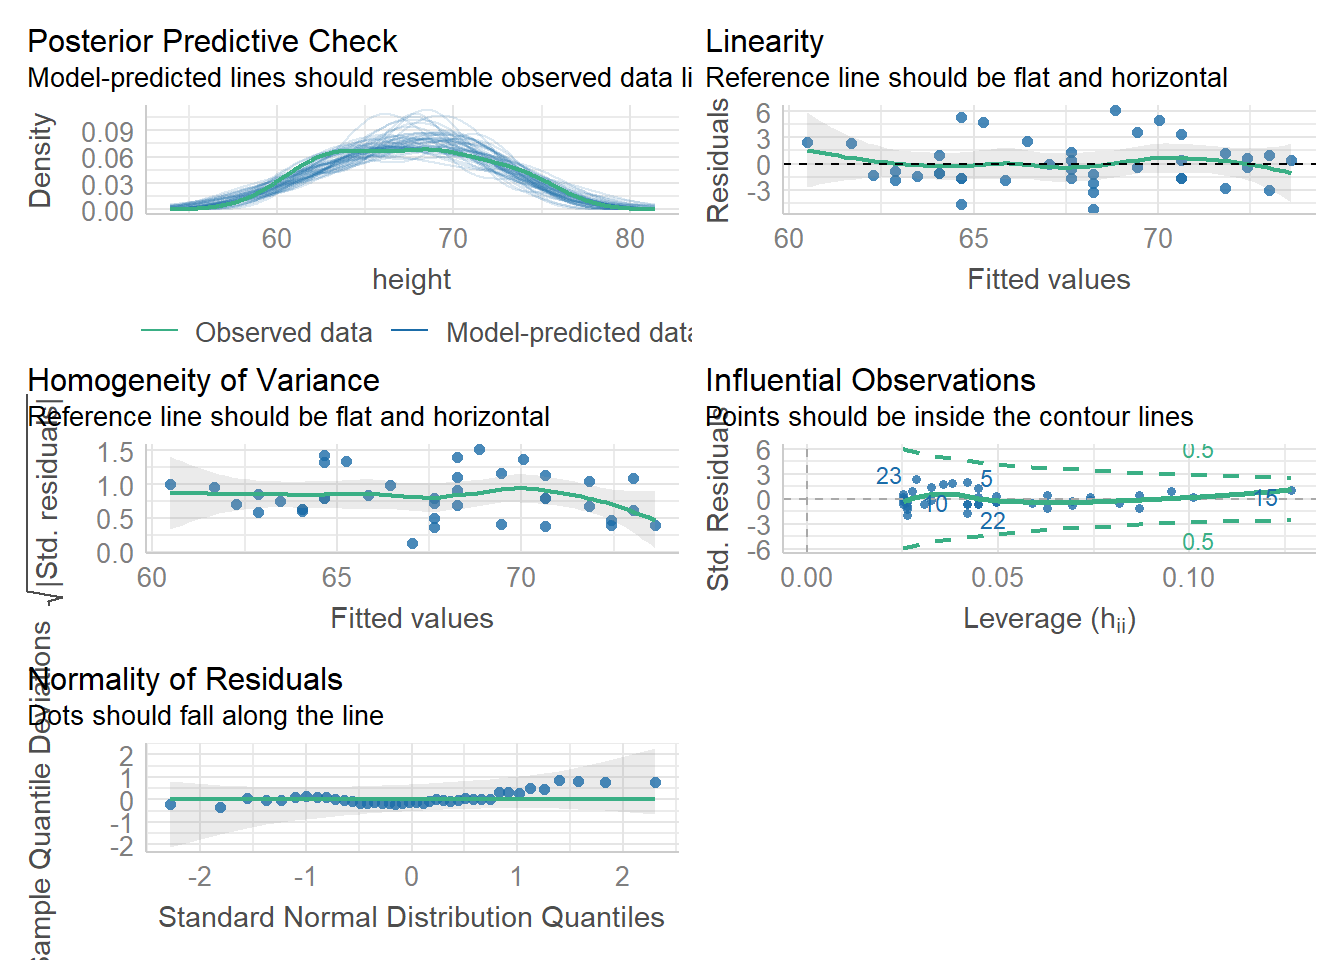 Posterior Predictive Check
Model-predicted lines should resemble observed data li
Density
0.09
0.06
0.03
0.00
60 70 80
height
Observed data Model-predicted data
Linearity
Reference line should be flat and horizontal
Residuals
6
3
0
-3
60 65 70
Fitted values
Homogeneity of Variance
Reference line should be flat and horizontal
√|Std. residuals|
1.5
1.0
0.5
0.0
60 65 70
Fitted values
Influential Observations
Points should be inside the contour lines
Std. Residuals
6
3
0
-3
-6
0.5
23
5
10
15
22
0.5
0.00 0.05 0.10
Leverage (hii)
Normality of Residuals
Dots should fall along the line
Sample Quantile Deviations
2
1
0
-1
-2
-2 -1 0 1 2
Standard Normal Distribution Quantiles